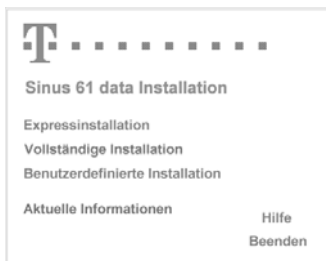 T
Sinus 61 data Installation
Expressinstallation
Vollständige Installation
Benutzerdefinierte Installation
Aktuelle Informationen
Hilfe
Beenden